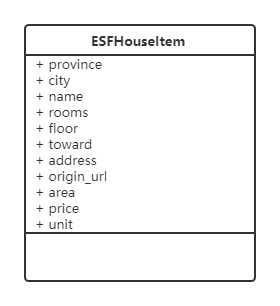 ESFHouseItem
+ province
+ city
+ name
+ rooms
+ floor
+ toward
+ address
+ origin_url
+ area
+ price
+ unit